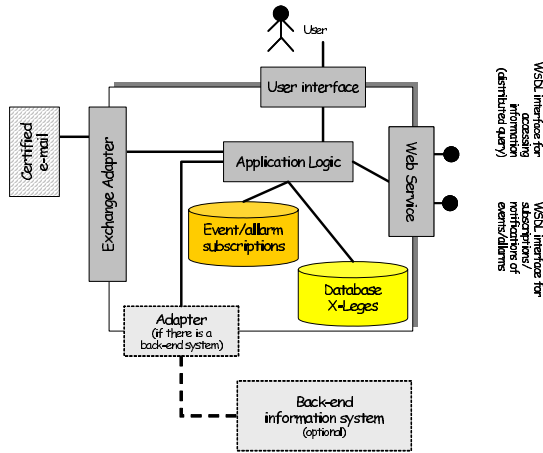 User
User interface
Certified
e-mail
Exchange Adapter
Application Logic
Web Service
WSDL interface for
accessing
information
(distributed query)
Event/alllarm
subscriptions
WSDL interface for
subscriptions/
notifications of
events/allarms
Database
X-Leges
Adapter
(if there is a
back-end system)
Back-end
information system
(optional)